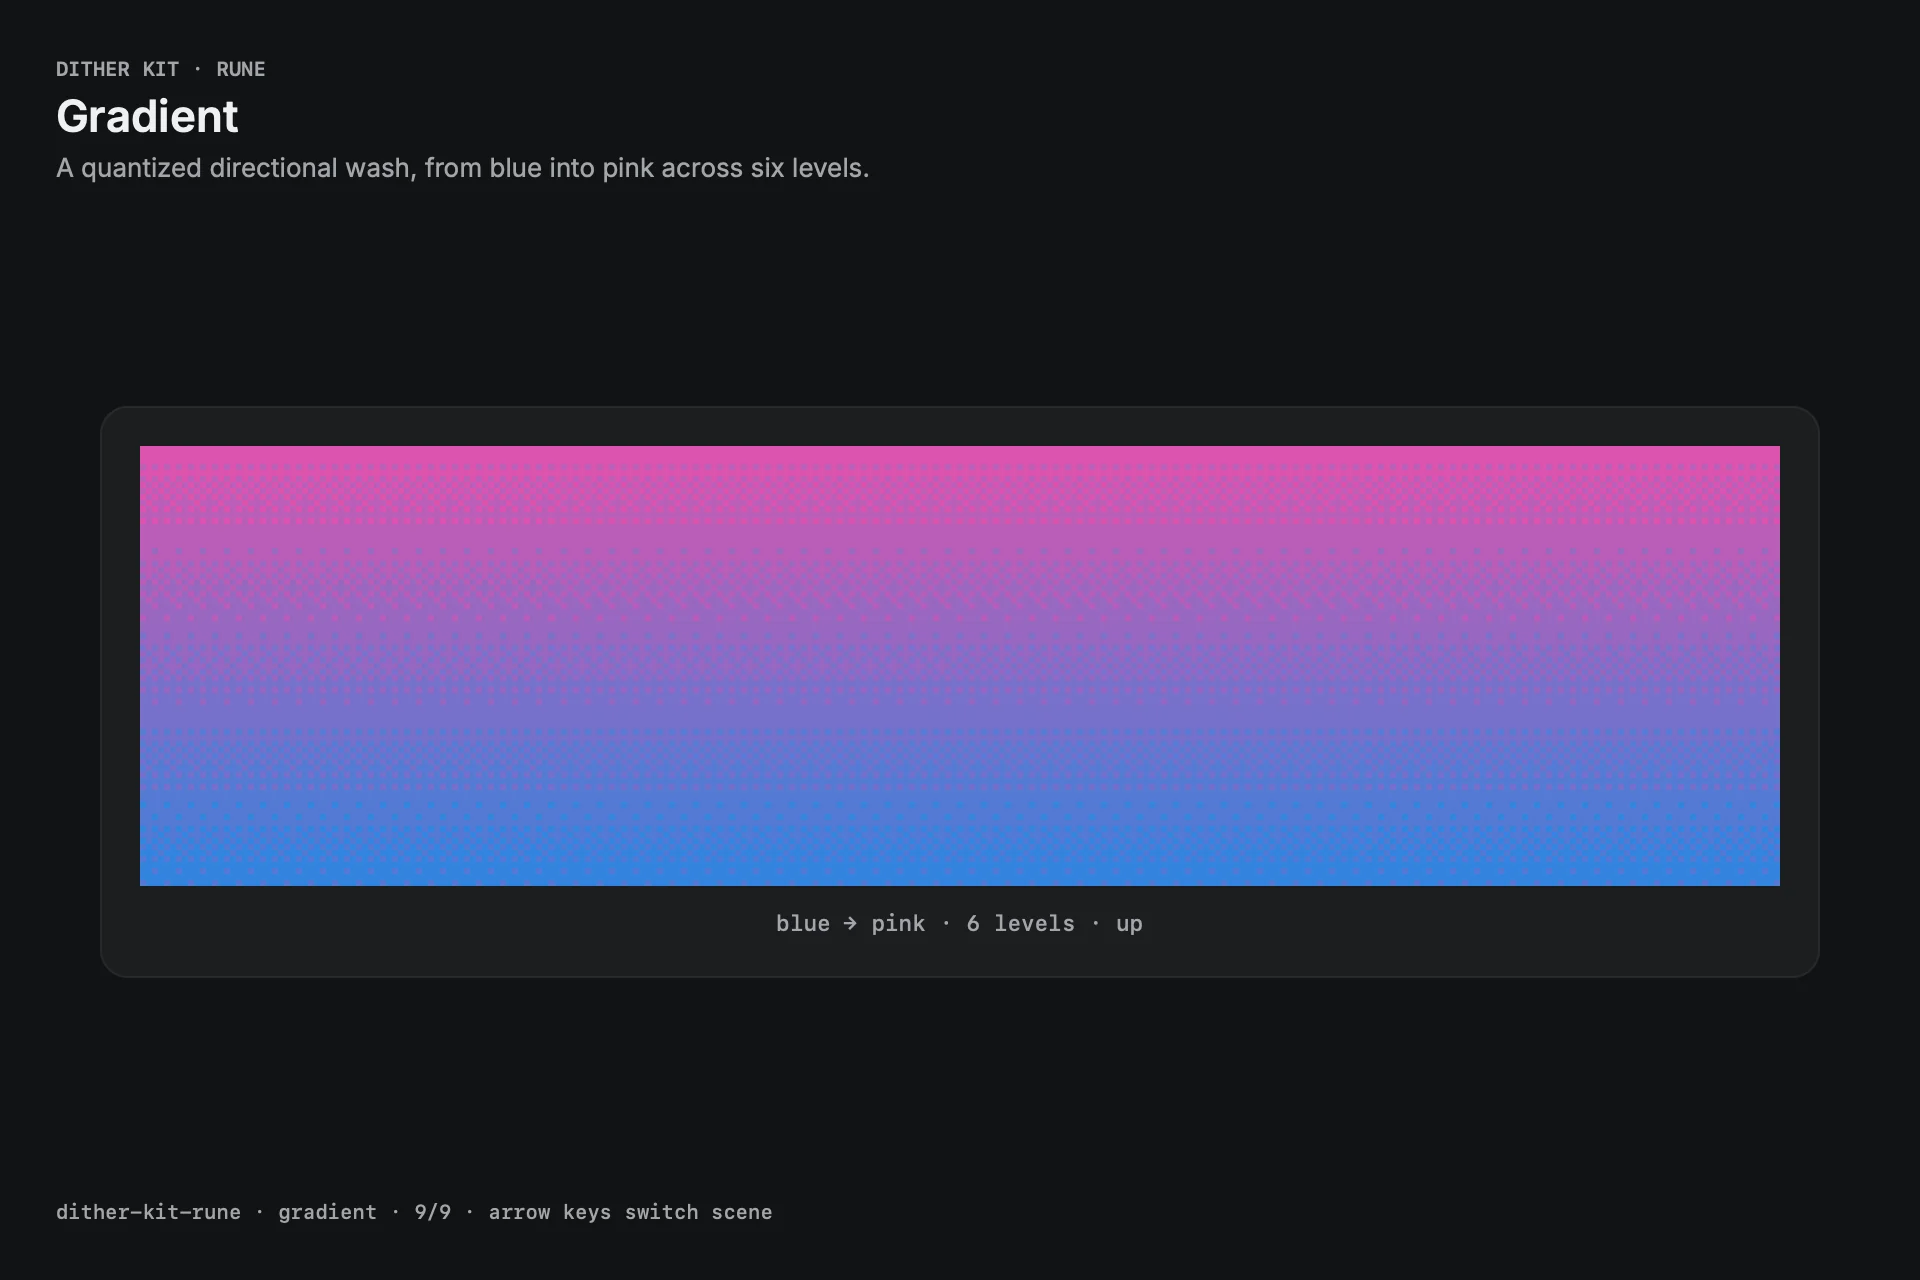 DITHER KIT · RUNE
Gradient
A quantized directional wash, from blue into pink across six levels.
blue → pink · 6 levels · up
dither-kit-rune · gradient · 9/9 · arrow keys switch scene